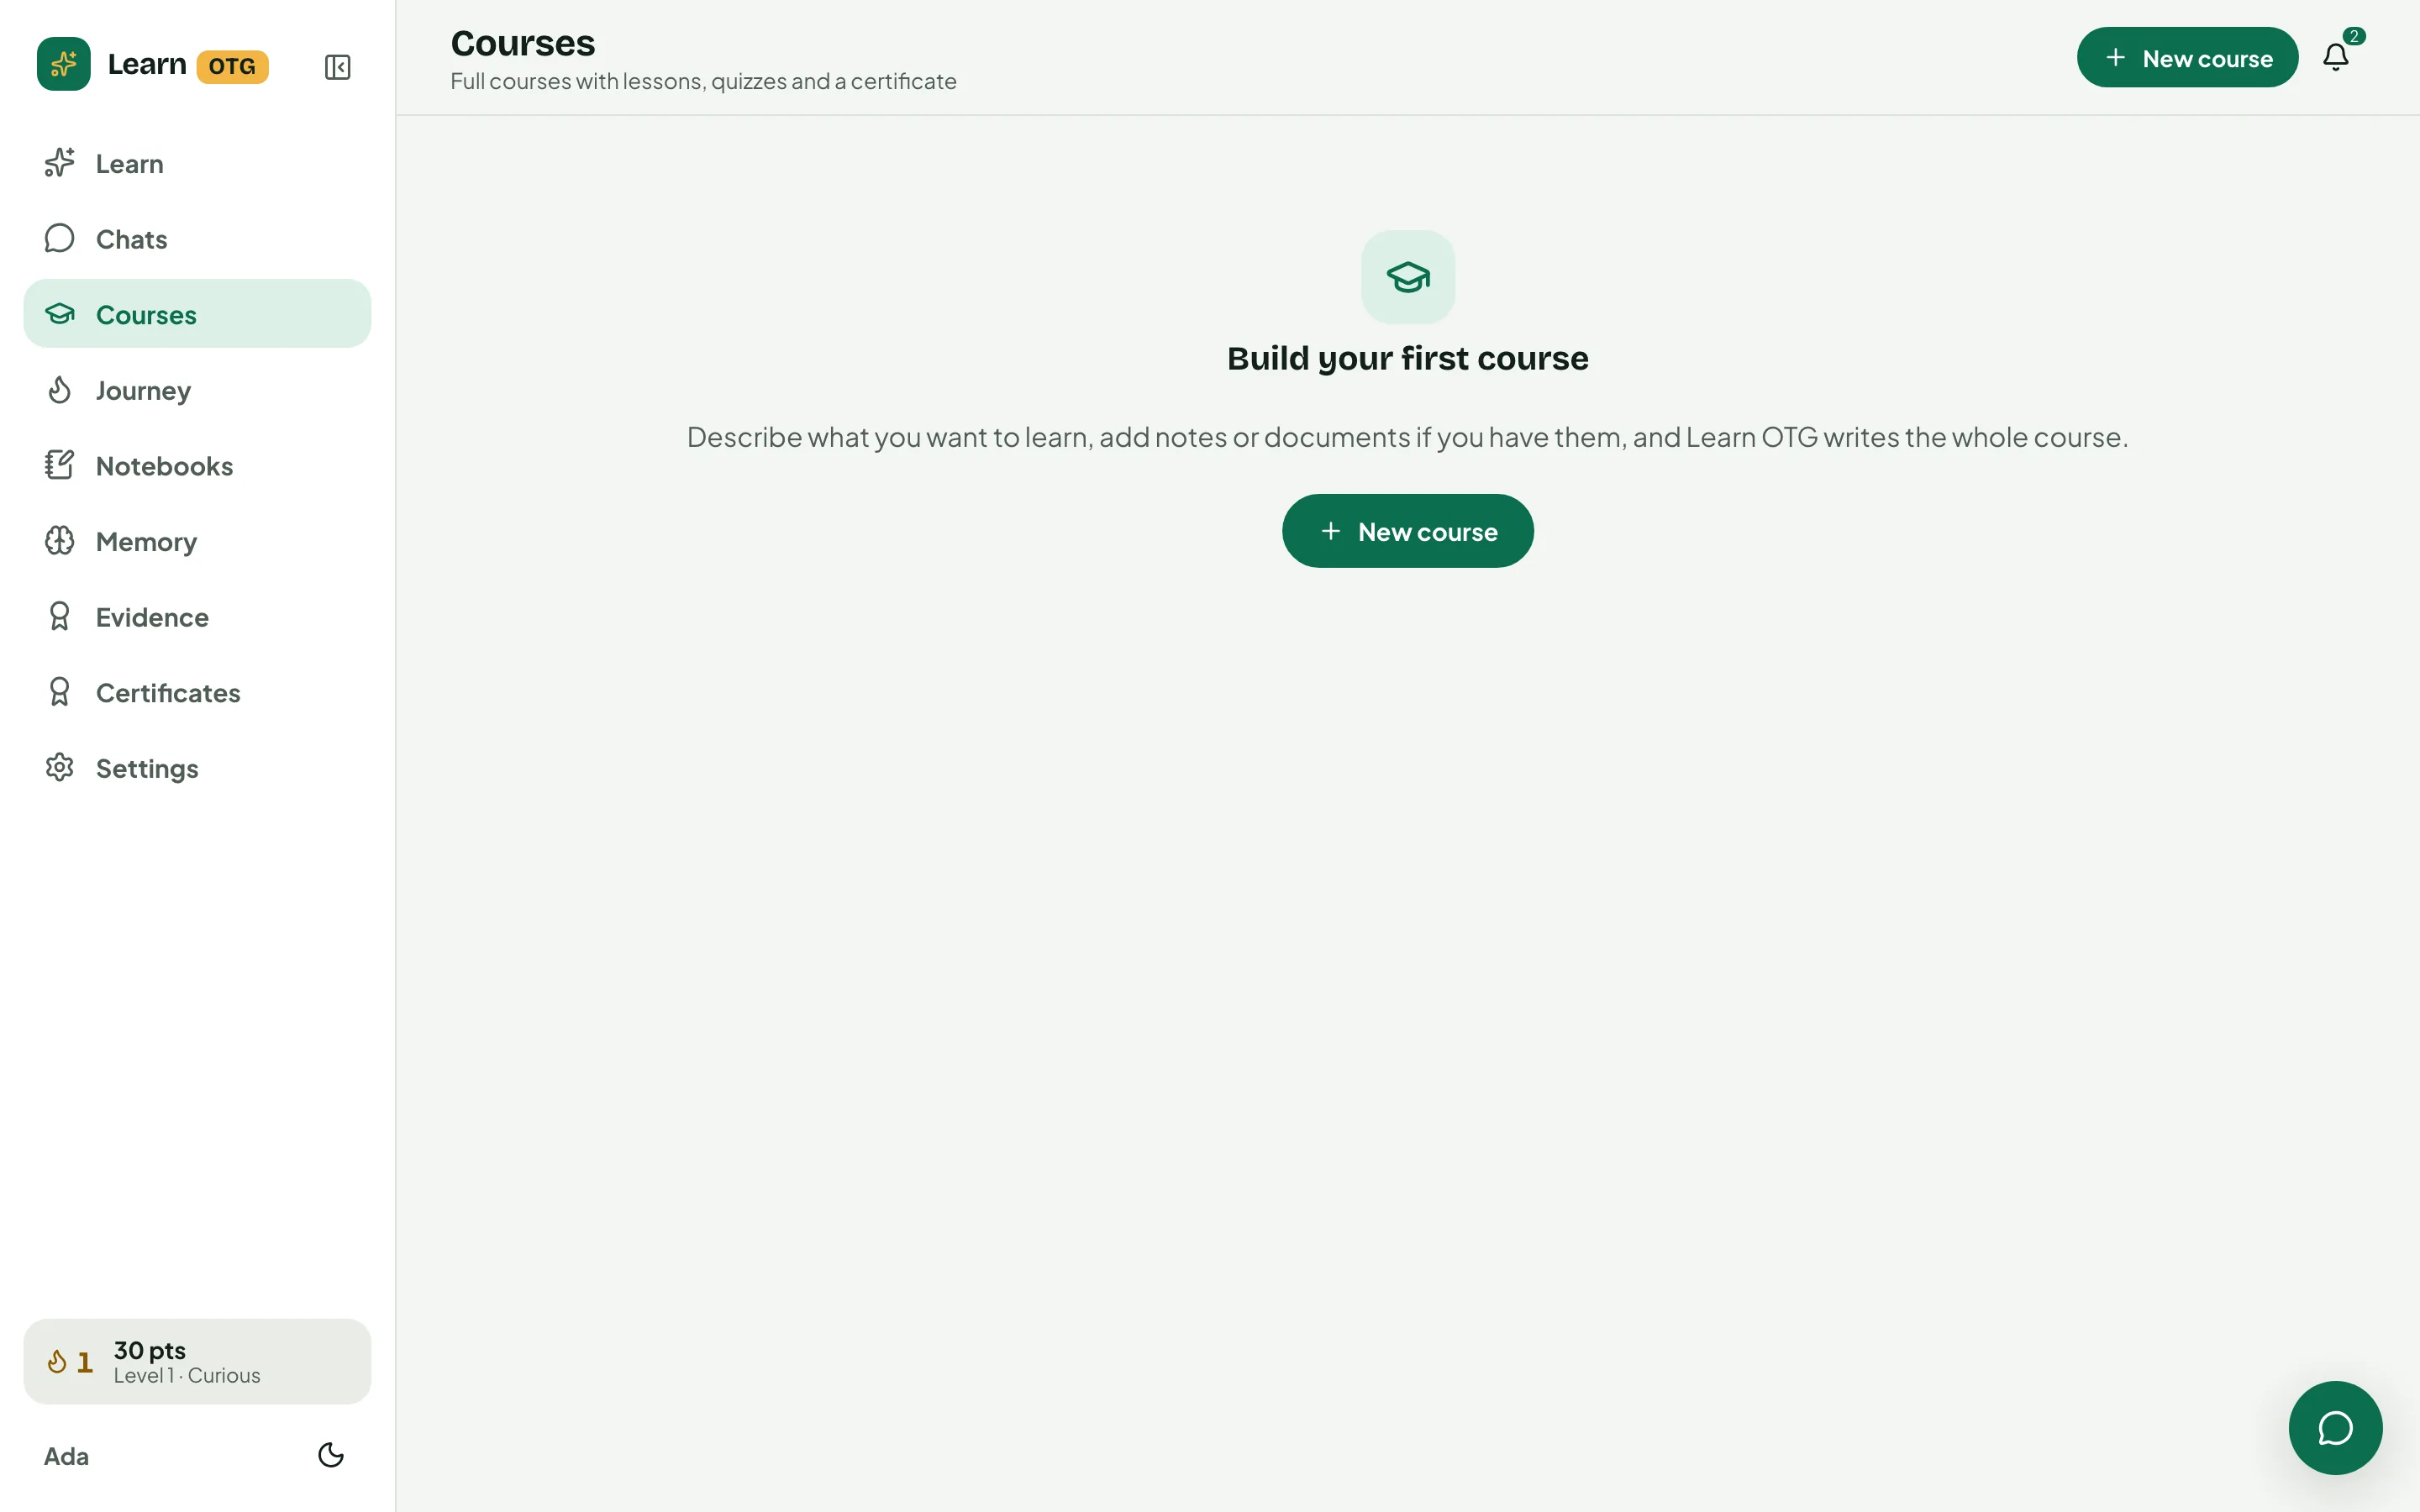 Learn OTG
Learn
Chats
Courses
Journey
Notebooks
Memory
Evidence
Certificates
Settings
1
30 pts
Level 1 · Curious
Ada
Courses
Full courses with lessons, quizzes and a certificate
New course
2
Build your first course
Describe what you want to learn, add notes or documents if you have them, and Learn OTG writes the whole course.
New course